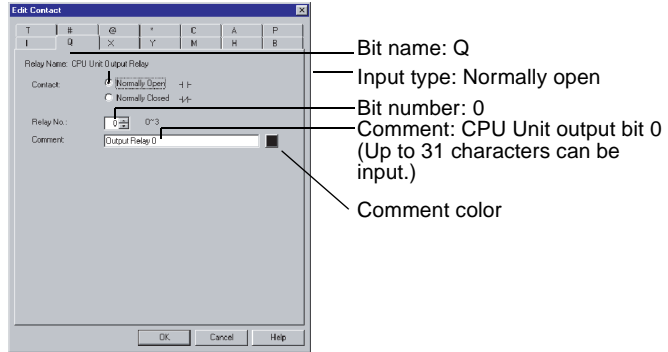 Edit Contact
T # @ * C A P
I Q X Y M H B
Relay Name: CPU Unit Output Relay
Contact: Normally Open
Normally Closed
Relay No.: 0 0~3
Comment: Output Relay 0
OK Cancel Help
Bit name: Q
Input type: Normally open
Bit number: 0
Comment: CPU Unit output bit 0
(Up to 31 characters can be
input.)
Comment color